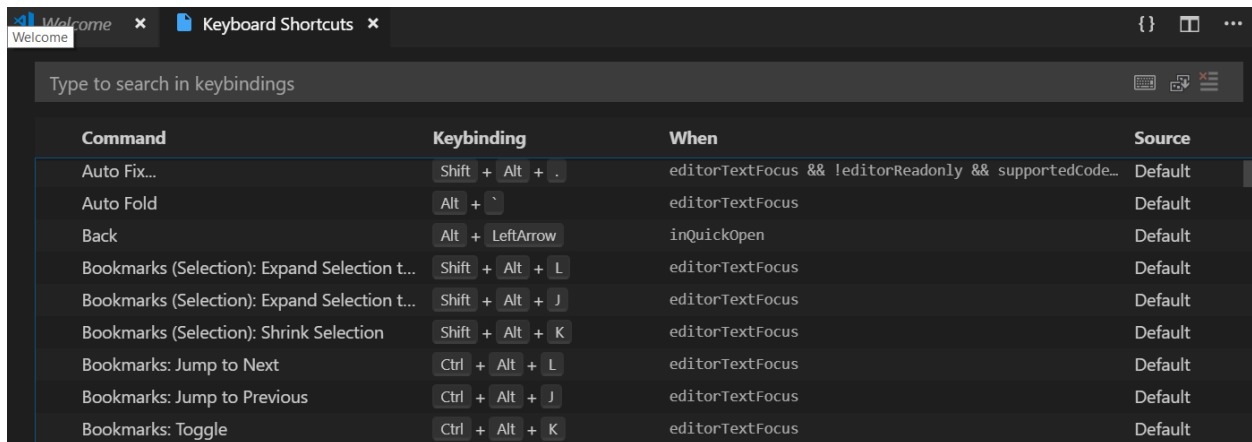 Welcome × Keyboard Shortcuts × { } ...
Welcome
Type to search in keybindings
Command Keybinding When Source
Auto Fix... Shift + Alt + . editorTextFocus && !editorReadonly && supportedCode… Default
Auto Fold Alt + ` editorTextFocus Default
Back Alt + LeftArrow inQuickOpen Default
Bookmarks (Selection): Expand Selection t... Shift + Alt + L editorTextFocus Default
Bookmarks (Selection): Expand Selection t... Shift + Alt + J editorTextFocus Default
Bookmarks (Selection): Shrink Selection Shift + Alt + K editorTextFocus Default
Bookmarks: Jump to Next Ctrl + Alt + L editorTextFocus Default
Bookmarks: Jump to Previous Ctrl + Alt + J editorTextFocus Default
Bookmarks: Toggle Ctrl + Alt + K editorTextFocus Default